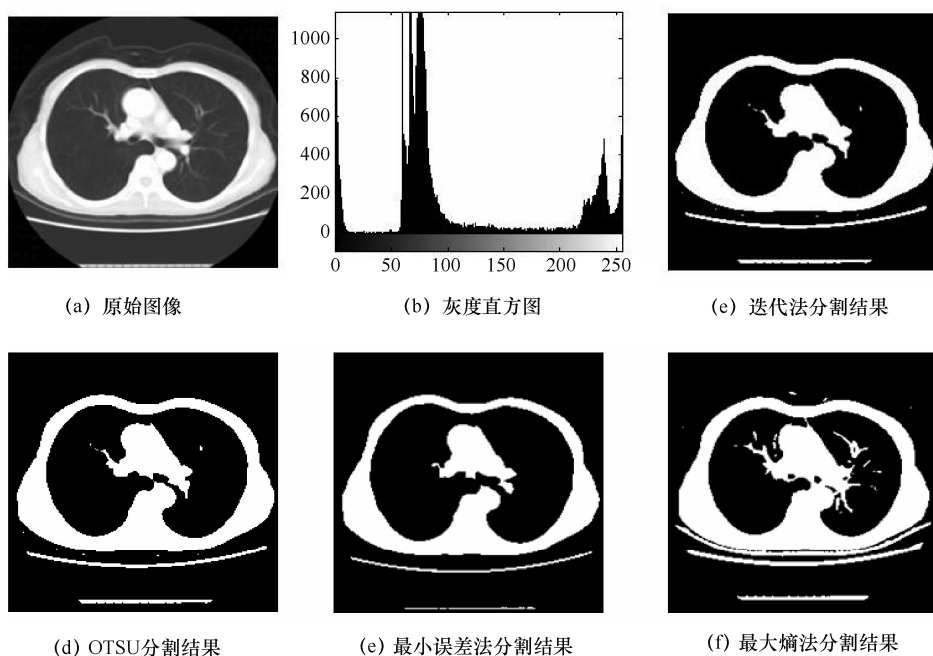 1000
800
600
400
200
0
0 50 100 150 200 250
(a) 原始图像
(b) 灰度直方图
(e) 迭代法分割结果
(d) OTSU分割结果
(e) 最小误差法分割结果
(f) 最大熵法分割结果